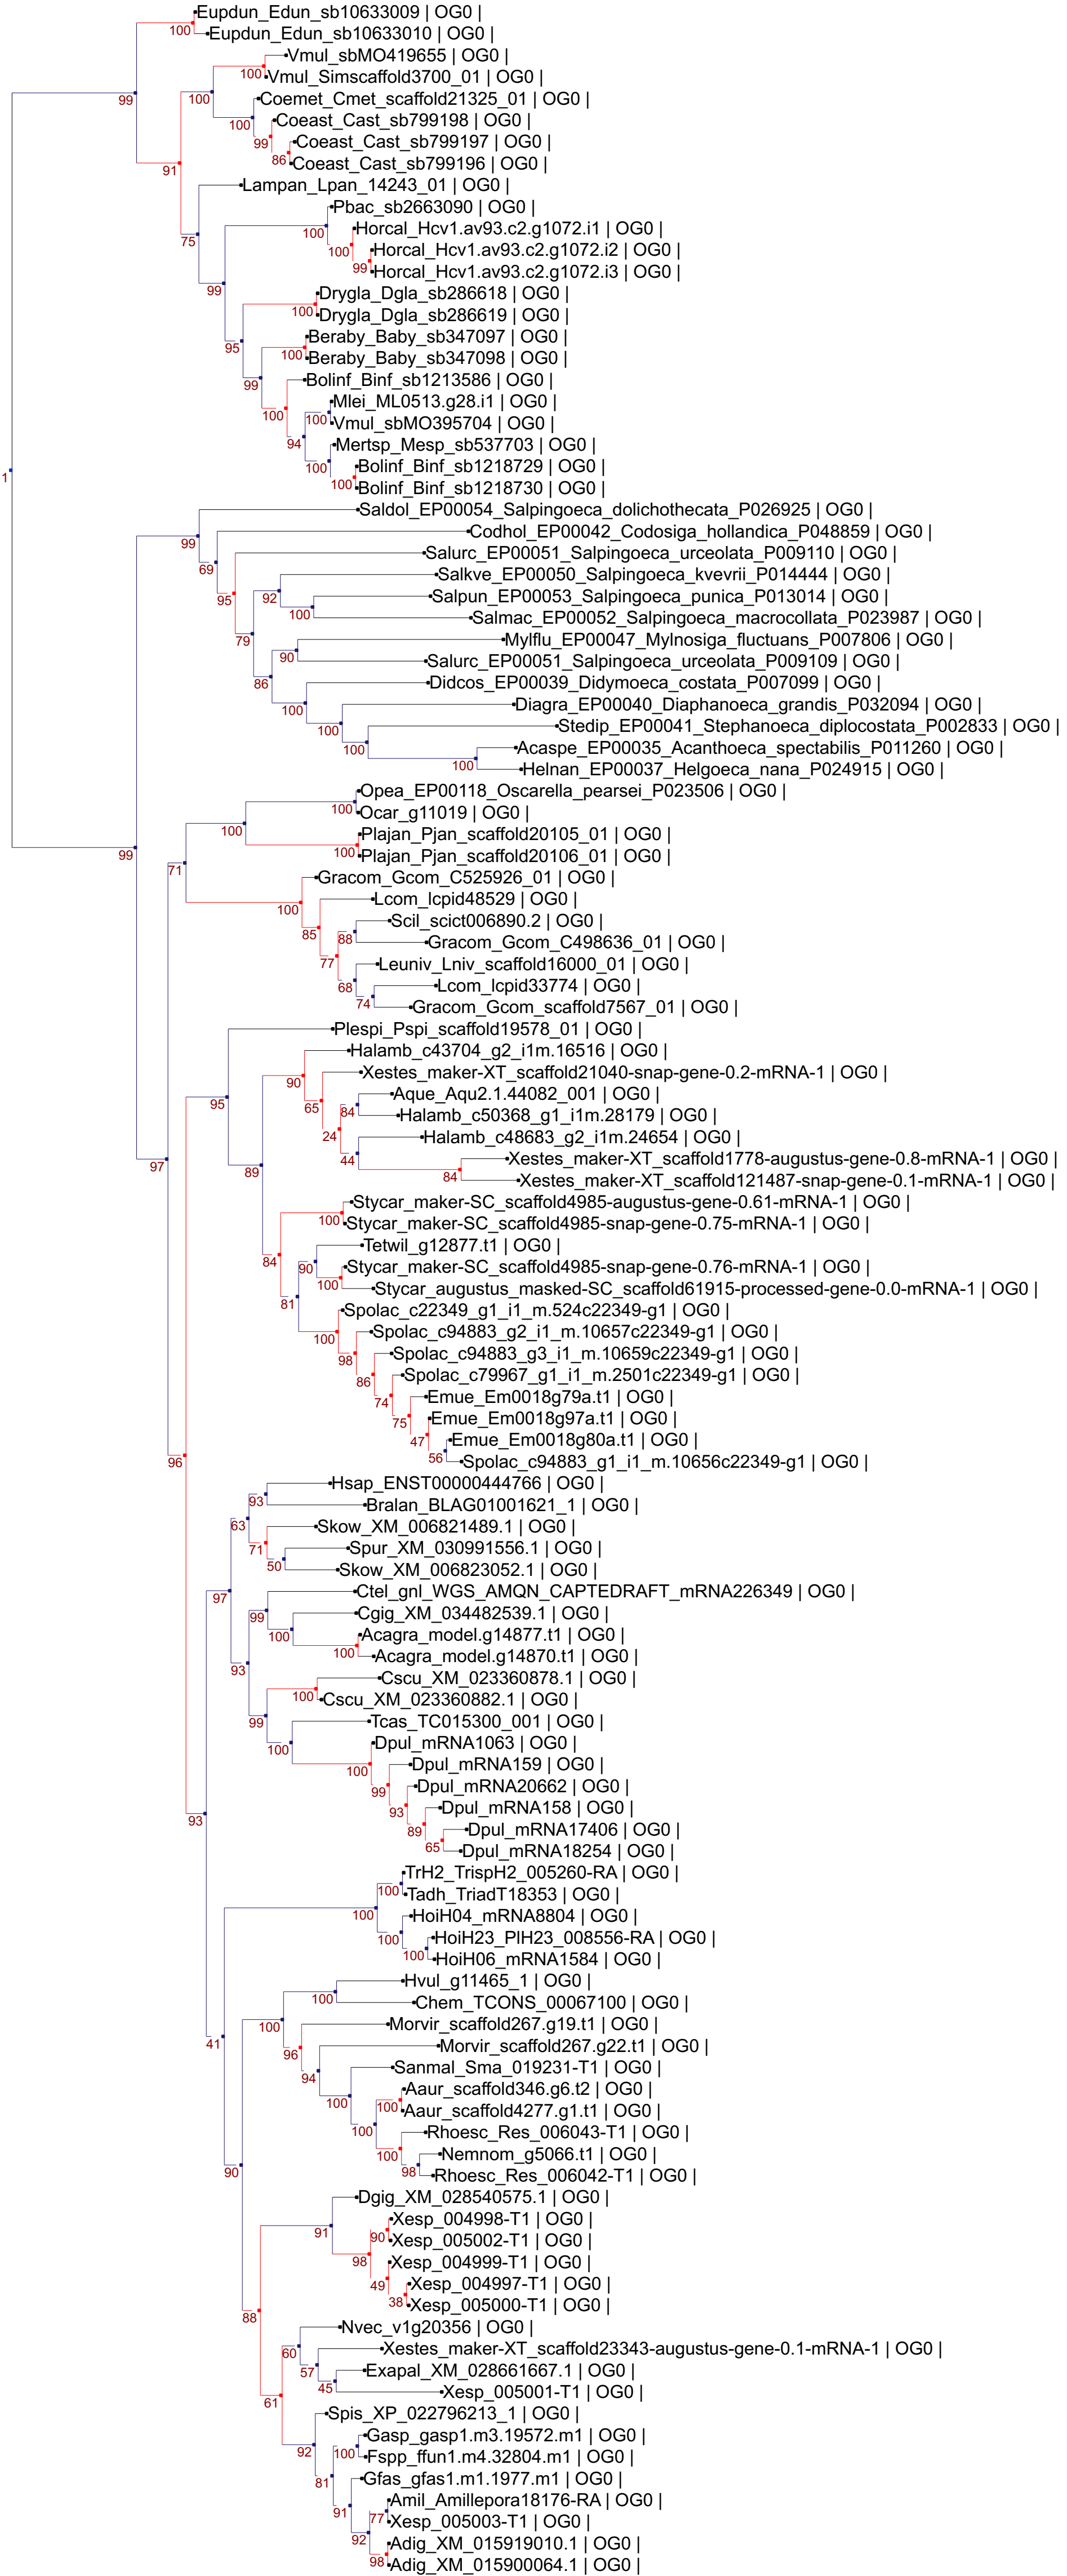 Eupdun_Edun_sb10633009 | OG0 |
100
Eupdun_Edun_sb10633010 | OG0 |
Vmul_sbMO419655 | OG0 |
100
Vmul_Simscaffold3700_01 | OG0 |
99
100
Coemet_Cmet_scaffold21325_01 | OG0 |
100
Coeast_Cast_sb799198 | OG0 |
99
Coeast_Cast_sb799197 | OG0 |
86
Coeast_Cast_sb799196 | OG0 |
91
Lampan_Lpan_14243_01 | OG0 |
Pbac_sb2663090 | OG0 |
75
100
Horcal_Hcv1.av93.c2.g1072.i1 | OG0 |
100
Horcal_Hcv1.av93.c2.g1072.i2 | OG0 |
99
Horcal_Hcv1.av93.c2.g1072.i3 | OG0 |
99
Drygla_Dgla_sb286618 | OG0 |
100
Drygla_Dgla_sb286619 | OG0 |
95
Beraby_Baby_sb347097 | OG0 |
100
Beraby_Baby_sb347098 | OG0 |
99
Bolinf_Binf_sb1213586 | OG0 |
100
Mlei_ML0513.g28.i1 | OG0 |
100
Vmul_sbMO395704 | OG0 |
94
Mertsp_Mesp_sb537703 | OG0 |
100
Bolinf_Binf_sb1218729 | OG0 |
100
Bolinf_Binf_sb1218730 | OG0 |
1
Saldol_EP00054_Salpingoeca_dolichothecata_P026925 | OG0 |
99
Codhol_EP00042_Codosiga_hollandica_P048859 | OG0 |
69
Salurc_EP00051_Salpingoeca_urceolata_P009110 | OG0 |
95
Salkve_EP00050_Salpingoeca_kvevrii_P014444 | OG0 |
92
Salpun_EP00053_Salpingoeca_punica_P013014 | OG0 |
100
Salmac_EP00052_Salpingoeca_macrocollata_P023987 | OG0 |
79
Mylflu_EP00047_Mylnosiga_fluctuans_P007806 | OG0 |
90
Salurc_EP00051_Salpingoeca_urceolata_P009109 | OG0 |
86
Didcos_EP00039_Didymoeca_costata_P007099 | OG0 |
100
Diagra_EP00040_Diaphanoeca_grandis_P032094 | OG0 |
100
Stedip_EP00041_Stephanoeca_diplocostata_P002833 | OG0 |
100
Acaspe_EP00035_Acanthoeca_spectabilis_P011260 | OG0 |
100
Helnan_EP00037_Helgoeca_nana_P024915 | OG0 |
Opea_EP00118_Oscarella_pearsei_P023506 | OG0 |
100
Ocar_g11019 | OG0 |
100
Plajan_Pjan_scaffold20105_01 | OG0 |
99
100
Plajan_Pjan_scaffold20106_01 | OG0 |
71
Gracom_Gcom_C525926_01 | OG0 |
100
Lcom_lcpid48529 | OG0 |
85
Scil_scict006890.2 | OG0 |
88
Gracom_Gcom_C498636_01 | OG0 |
77
Leuniv_Lniv_scaffold16000_01 | OG0 |
68
Lcom_lcpid33774 | OG0 |
74
Gracom_Gcom_scaffold7567_01 | OG0 |
Plespi_Pspi_scaffold19578_01 | OG0 |
Halamb_c43704_g2_i1m.16516 | OG0 |
90
Xestes_maker-XT_scaffold21040-snap-gene-0.2-mRNA-1 | OG0 |
95
65
Aque_Aqu2.1.44082_001 | OG0 |
84
Halamb_c50368_g1_i1m.28179 | OG0 |
24
Halamb_c48683_g2_i1m.24654 | OG0 |
97
89
44
Xestes_maker-XT_scaffold1778-augustus-gene-0.8-mRNA-1 | OG0 |
84
Xestes_maker-XT_scaffold121487-snap-gene-0.1-mRNA-1 | OG0 |
Stycar_maker-SC_scaffold4985-augustus-gene-0.61-mRNA-1 | OG0 |
100
Stycar_maker-SC_scaffold4985-snap-gene-0.75-mRNA-1 | OG0 |
84
Tetwil_g12877.t1 | OG0 |
90
Stycar_maker-SC_scaffold4985-snap-gene-0.76-mRNA-1 | OG0 |
100
Stycar_augustus_masked-SC_scaffold61915-processed-gene-0.0-mRNA-1 | OG0 |
81
Spolac_c22349_g1_i1_m.524c22349-g1 | OG0 |
100
Spolac_c94883_g2_i1_m.10657c22349-g1 | OG0 |
98
Spolac_c94883_g3_i1_m.10659c22349-g1 | OG0 |
86
Spolac_c79967_g1_i1_m.2501c22349-g1 | OG0 |
74
Emue_Em0018g79a.t1 | OG0 |
75
Emue_Em0018g97a.t1 | OG0 |
47
Emue_Em0018g80a.t1 | OG0 |
56
Spolac_c94883_g1_i1_m.10656c22349-g1 | OG0 |
96
Hsap_ENST00000444766 | OG0 |
93
Bralan_BLAG01001621_1 | OG0 |
63
Skow_XM_006821489.1 | OG0 |
71
Spur_XM_030991556.1 | OG0 |
50
Skow_XM_006823052.1 | OG0 |
97
Ctel_gnl_WGS_AMQN_CAPTEDRAFT_mRNA226349 | OG0 |
99
Cgig_XM_034482539.1 | OG0 |
100
Acagra_model.g14877.t1 | OG0 |
100
Acagra_model.g14870.t1 | OG0 |
93
Cscu_XM_023360878.1 | OG0 |
100
Cscu_XM_023360882.1 | OG0 |
99
Tcas_TC015300_001 | OG0 |
100
Dpul_mRNA1063 | OG0 |
100
Dpul_mRNA159 | OG0 |
99
Dpul_mRNA20662 | OG0 |
93
Dpul_mRNA158 | OG0 |
93
89
Dpul_mRNA17406 | OG0 |
65
Dpul_mRNA18254 | OG0 |
TrH2_TrispH2_005260-RA | OG0 |
100
Tadh_TriadT18353 | OG0 |
100
HoiH04_mRNA8804 | OG0 |
100
HoiH23_PlH23_008556-RA | OG0 |
100
HoiH06_mRNA1584 | OG0 |
Hvul_g11465_1 | OG0 |
100
Chem_TCONS_00067100 | OG0 |
100
Morvir_scaffold267.g19.t1 | OG0 |
41
96
Morvir_scaffold267.g22.t1 | OG0 |
94
Sanmal_Sma_019231-T1 | OG0 |
100
Aaur_scaffold346.g6.t2 | OG0 |
100
Aaur_scaffold4277.g1.t1 | OG0 |
100
Rhoesc_Res_006043-T1 | OG0 |
100
Nemnom_g5066.t1 | OG0 |
90
98
Rhoesc_Res_006042-T1 | OG0 |
Dgig_XM_028540575.1 | OG0 |
91
Xesp_004998-T1 | OG0 |
90
Xesp_005002-T1 | OG0 |
98
Xesp_004999-T1 | OG0 |
49
Xesp_004997-T1 | OG0 |
38
Xesp_005000-T1 | OG0 |
88
Nvec_v1g20356 | OG0 |
60
Xestes_maker-XT_scaffold23343-augustus-gene-0.1-mRNA-1 | OG0 |
57
Exapal_XM_028661667.1 | OG0 |
45
Xesp_005001-T1 | OG0 |
61
Spis_XP_022796213_1 | OG0 |
92
Gasp_gasp1.m3.19572.m1 | OG0 |
100
Fspp_ffun1.m4.32804.m1 | OG0 |
81
Gfas_gfas1.m1.1977.m1 | OG0 |
91
Amil_Amillepora18176-RA | OG0 |
77
Xesp_005003-T1 | OG0 |
92
Adig_XM_015919010.1 | OG0 |
98
Adig_XM_015900064.1 | OG0 |